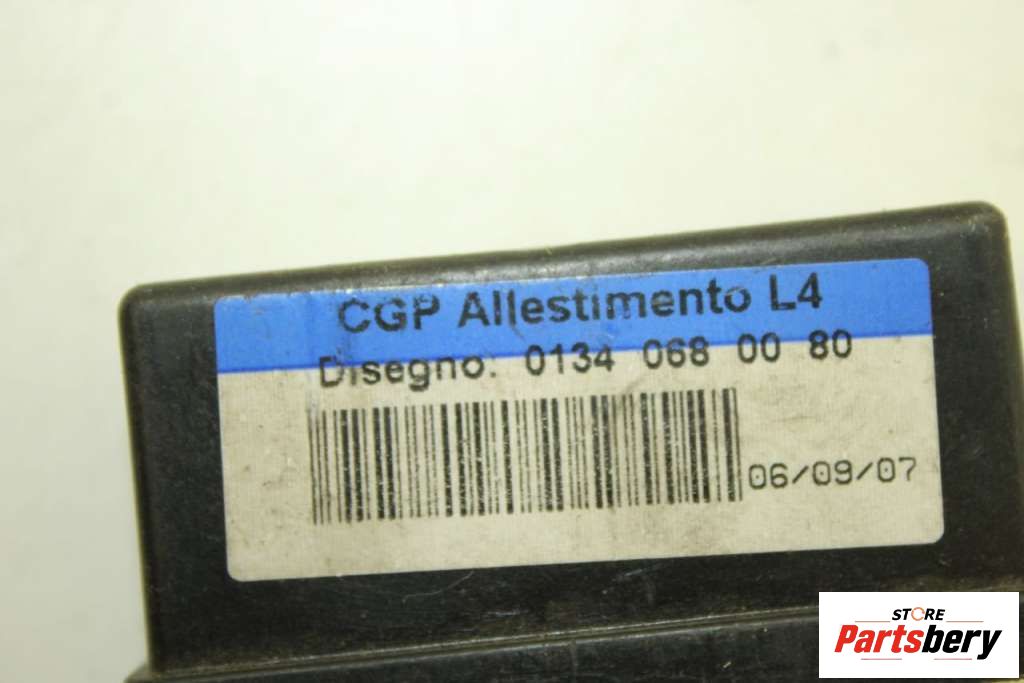 CGP Allestimento L4
Disegno: 0134 068 00 80
06/09/07
STORE
Partsbery